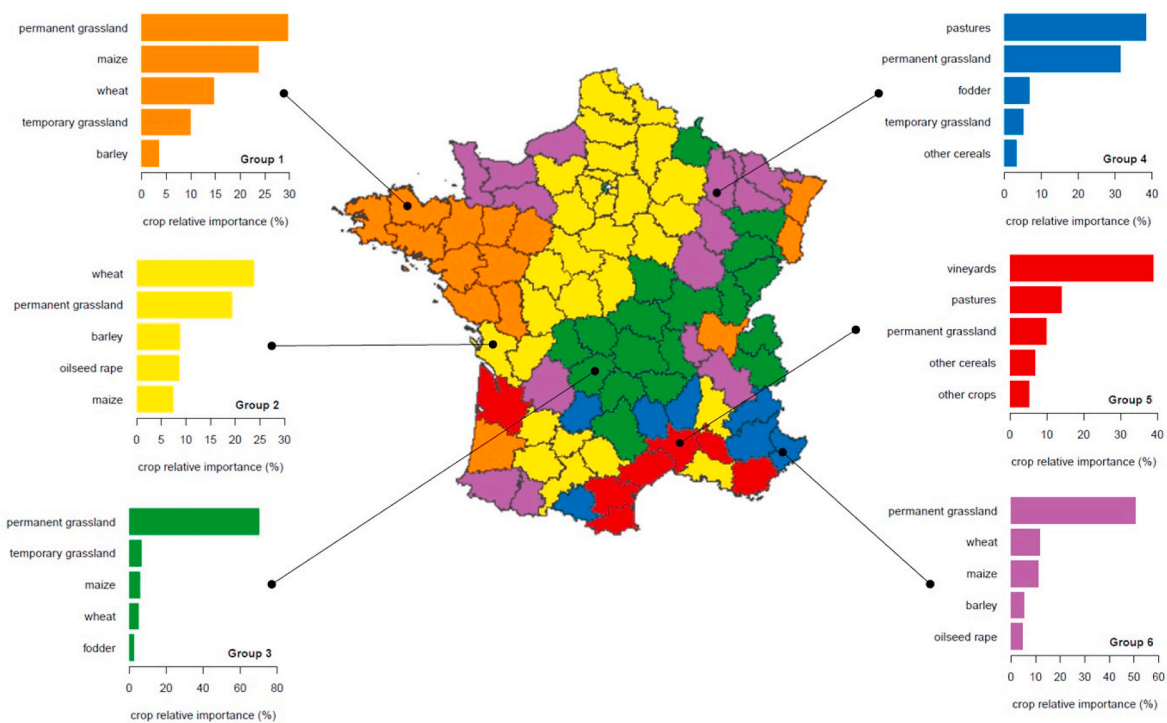 permanent grassland
maize
wheat
temporary grassland
barley
Group 1
0 5 10 15 20 25 30
crop relative importance (%)
wheat
permanent grassland
barley
oilseed rape
maize
Group 2
0 5 10 15 20 25 30
crop relative importance (%)
permanent grassland
temporary grassland
maize
wheat
fodder
Group 3
0 20 40 60 80
crop relative importance (%)
pastures
permanent grassland
fodder
temporary grassland
other cereals
Group 4
0 10 20 30 40
crop relative importance (%)
vineyards
pastures
permanent grassland
other cereals
other crops
Group 5
0 10 20 30 40
crop relative importance (%)
permanent grassland
wheat
maize
barley
oilseed rape
Group 6
0 10 20 30 40 50 60
crop relative importance (%)